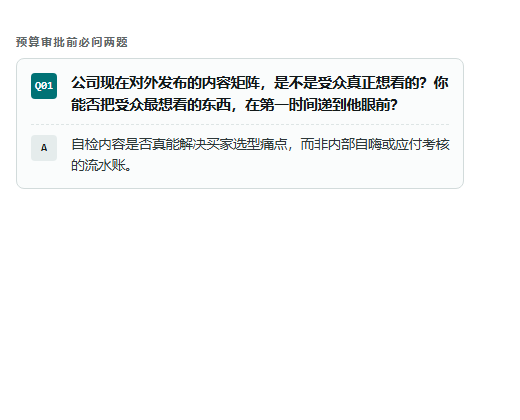 预算审批前必问两题
Q01
公司现在对外发布的内容矩阵，是不是受众真正想看的？你
能否把受众最想看的东西，在第一时间递到他眼前？
A
自检内容是否真能解决买家选型痛点，而非内部自嗨或应付考核
的流水账。